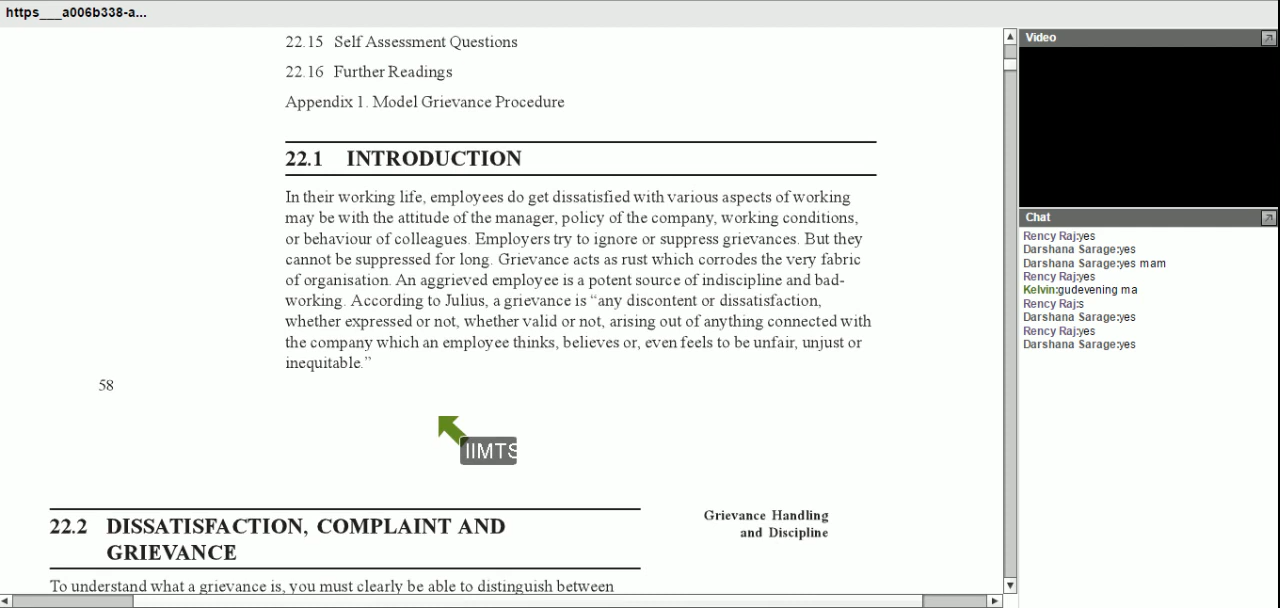 https___a006b338-a...
22.15 Self Assessment Questions
22.16 Further Readings
Appendix 1. Model Grievance Procedure
22.1 INTRODUCTION
In their working life, employees do get dissatisfied with various aspects of working
may be with the attitude of the manager, policy of the company, working conditions,
or behaviour of colleagues. Employers try to ignore or suppress grievances. But they
cannot be suppressed for long. Grievance acts as rust which corrodes the very fabric
of organisation. An aggrieved employee is a potent source of indiscipline and bad-
working. According to Julius, a grievance is “any discontent or dissatisfaction,
whether expressed or not, whether valid or not, arising out of anything connected with
the company which an employee thinks, believes or, even feels to be unfair, unjust or
inequitable.”
58
IIMTS
22.2 DISSATISFACTION, COMPLAINT AND
GRIEVANCE
Grievance Handling
and Discipline
To understand what a grievance is, you must clearly be able to distinguish between
Video
Chat
Rency Raj:yes
Darshana Sarage:yes
Darshana Sarage:yes mam
Rency Raj:yes
Kelvin:gudevening ma
Rency Raj:s
Darshana Sarage:yes
Rency Raj:yes
Darshana Sarage:yes